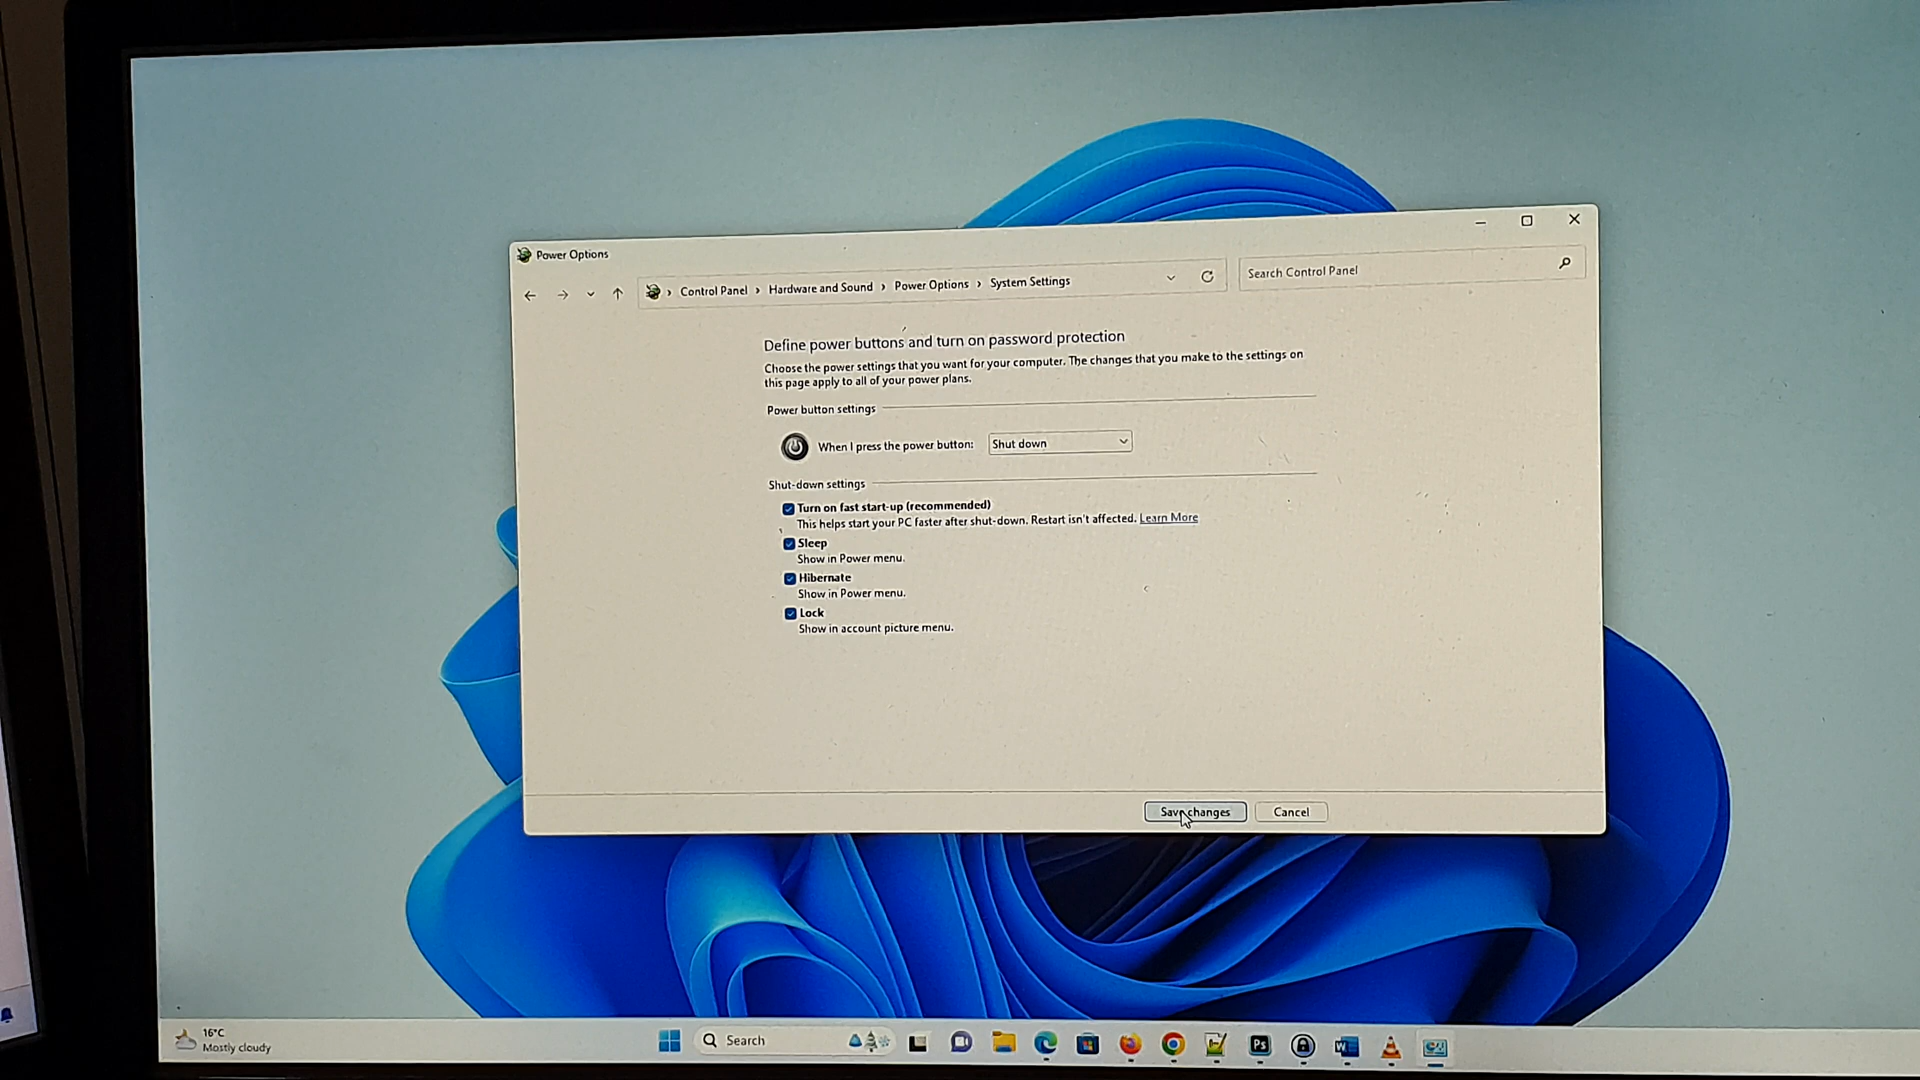 Power Options
Control Panel > Hardware and Sound > Power Options > System Settings
Search Control Panel
Define power buttons and turn on password protection
Choose the power settings that you want for your computer. The changes that you make to the settings on
this page apply to all of your power plans.
Power button settings
When I press the power button: Shut down
Shut-down settings
Turn on fast start-up (recommended)
This helps start your PC faster after shut-down. Restart isn't affected. Learn More
Sleep
Show in Power menu.
Hibernate
Show in Power menu.
Lock
Show in account picture menu.
Save changes Cancel
16°C
Mostly cloudy
Search
Ps
W